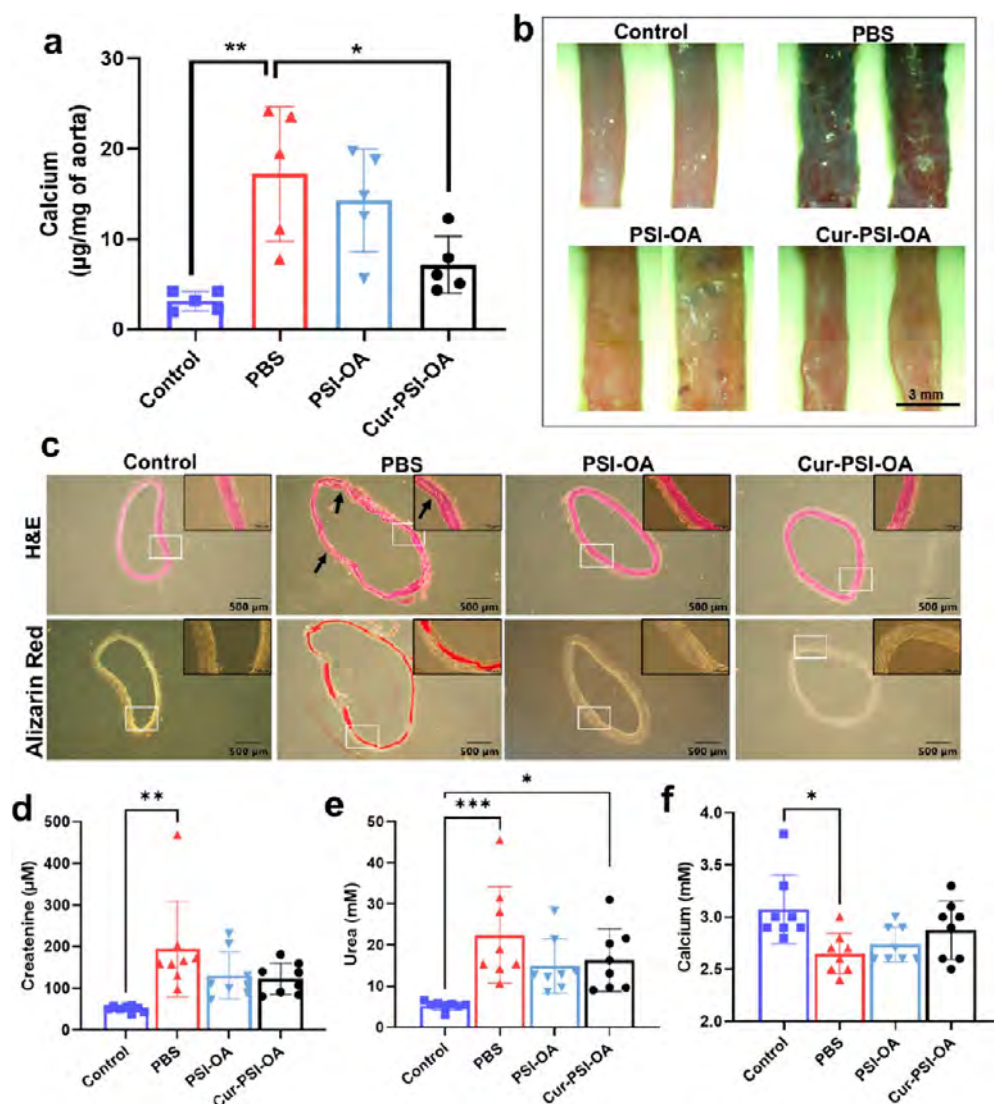 a
**
*
30
20
10
0
Calcium
(µg/mg of aorta)
Control
PBS
PSI-OA
Cur-PSI-OA
b
Control
PBS
PSI-OA
Cur-PSI-OA
3 mm
c
Control
PBS
PSI-OA
Cur-PSI-OA
H&E
500 µm
500 µm
500 µm
500 µm
Alizarin Red
500 µm
500 µm
500 µm
500 µm
d
**
500
400
300
200
100
0
Createnine (µM)
Control
PBS
PSI-OA
Cur-PSI-OA
e
*
***
50
40
30
20
10
0
Urea
(mM)
Control
PBS
PSI-OA
Cur-PSI-OA
f
*
4.0
3.5
3.0
2.5
2.0
Calcium
(mM)
Control
PBS
PSI-OA
Cur-PSI-OA